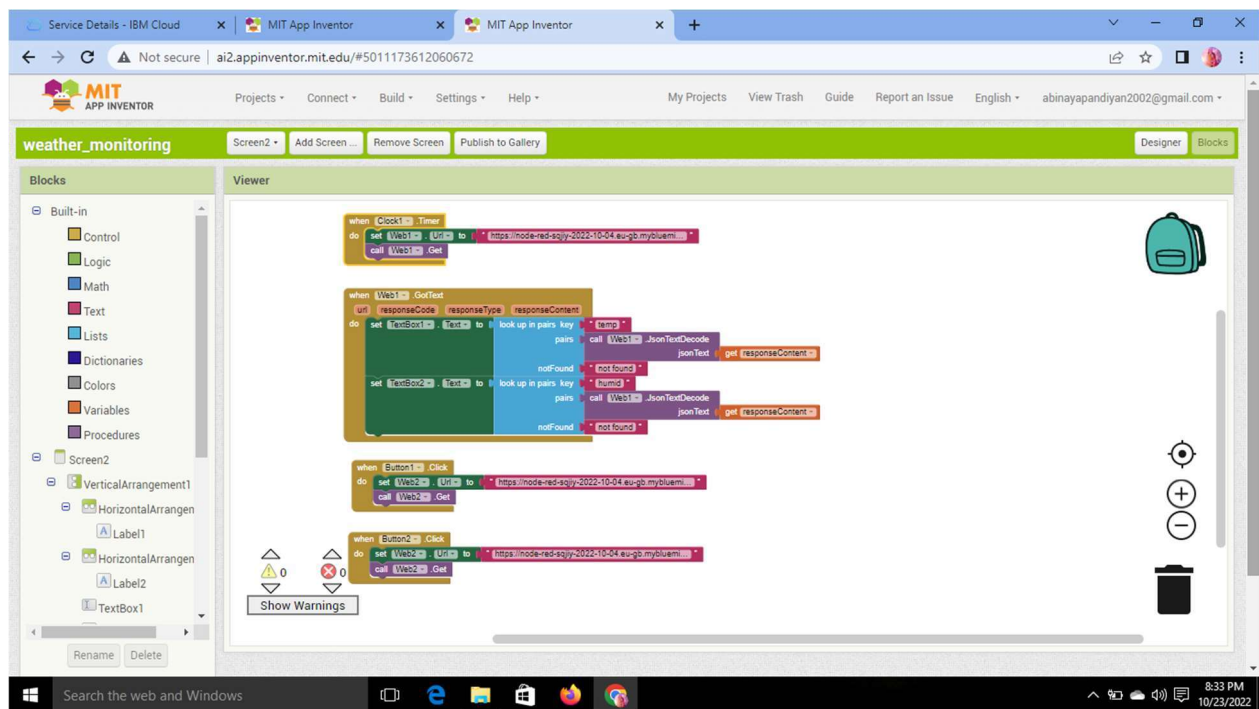 Service Details - IBM Cloud
MIT App Inventor
MIT App Inventor
Not secure
ai2.appinventor.mit.edu/#5011173612060672
MIT
APP INVENTOR
Projects
Connect
Build
Settings
Help
My Projects
View Trash
Guide
Report an Issue
English
abinayapandiyan2002@gmail.com
weather_monitoring
Screen2
Add Screen ...
Remove Screen
Publish to Gallery
Designer
Blocks
Blocks
Viewer
Built-in
Control
Logic
Math
Text
Lists
Dictionaries
Colors
Variables
Procedures
Screen2
VerticalArrangement1
HorizontalArrangen
Label1
HorizontalArrangen
Label2
TextBox1
Rename
Delete
when Clock1 .Timer
do set Web1 . Url to " https://node-red-sqjiy-2022-10-04.eu-gb.mybluemi... "
call Web1 .Get
when Web1 .GotText
url responseCode responseType responseContent
do set TextBox1 . Text to look up in pairs key " temp "
pairs call Web1 .JsonTextDecode
jsonText get responseContent
notFound " not found "
set TextBox2 . Text to look up in pairs key " humid "
pairs call Web1 .JsonTextDecode
jsonText get responseContent
notFound " not found "
when Button1 .Click
do set Web2 . Url to " https://node-red-sqjiy-2022-10-04.eu-gb.mybluemi... "
call Web2 .Get
when Button2 .Click
do set Web2 . Url to " https://node-red-sqjiy-2022-10-04.eu-gb.mybluemi... "
call Web2 .Get
0
0
Show Warnings
Search the web and Windows
8:33 PM
10/23/2022